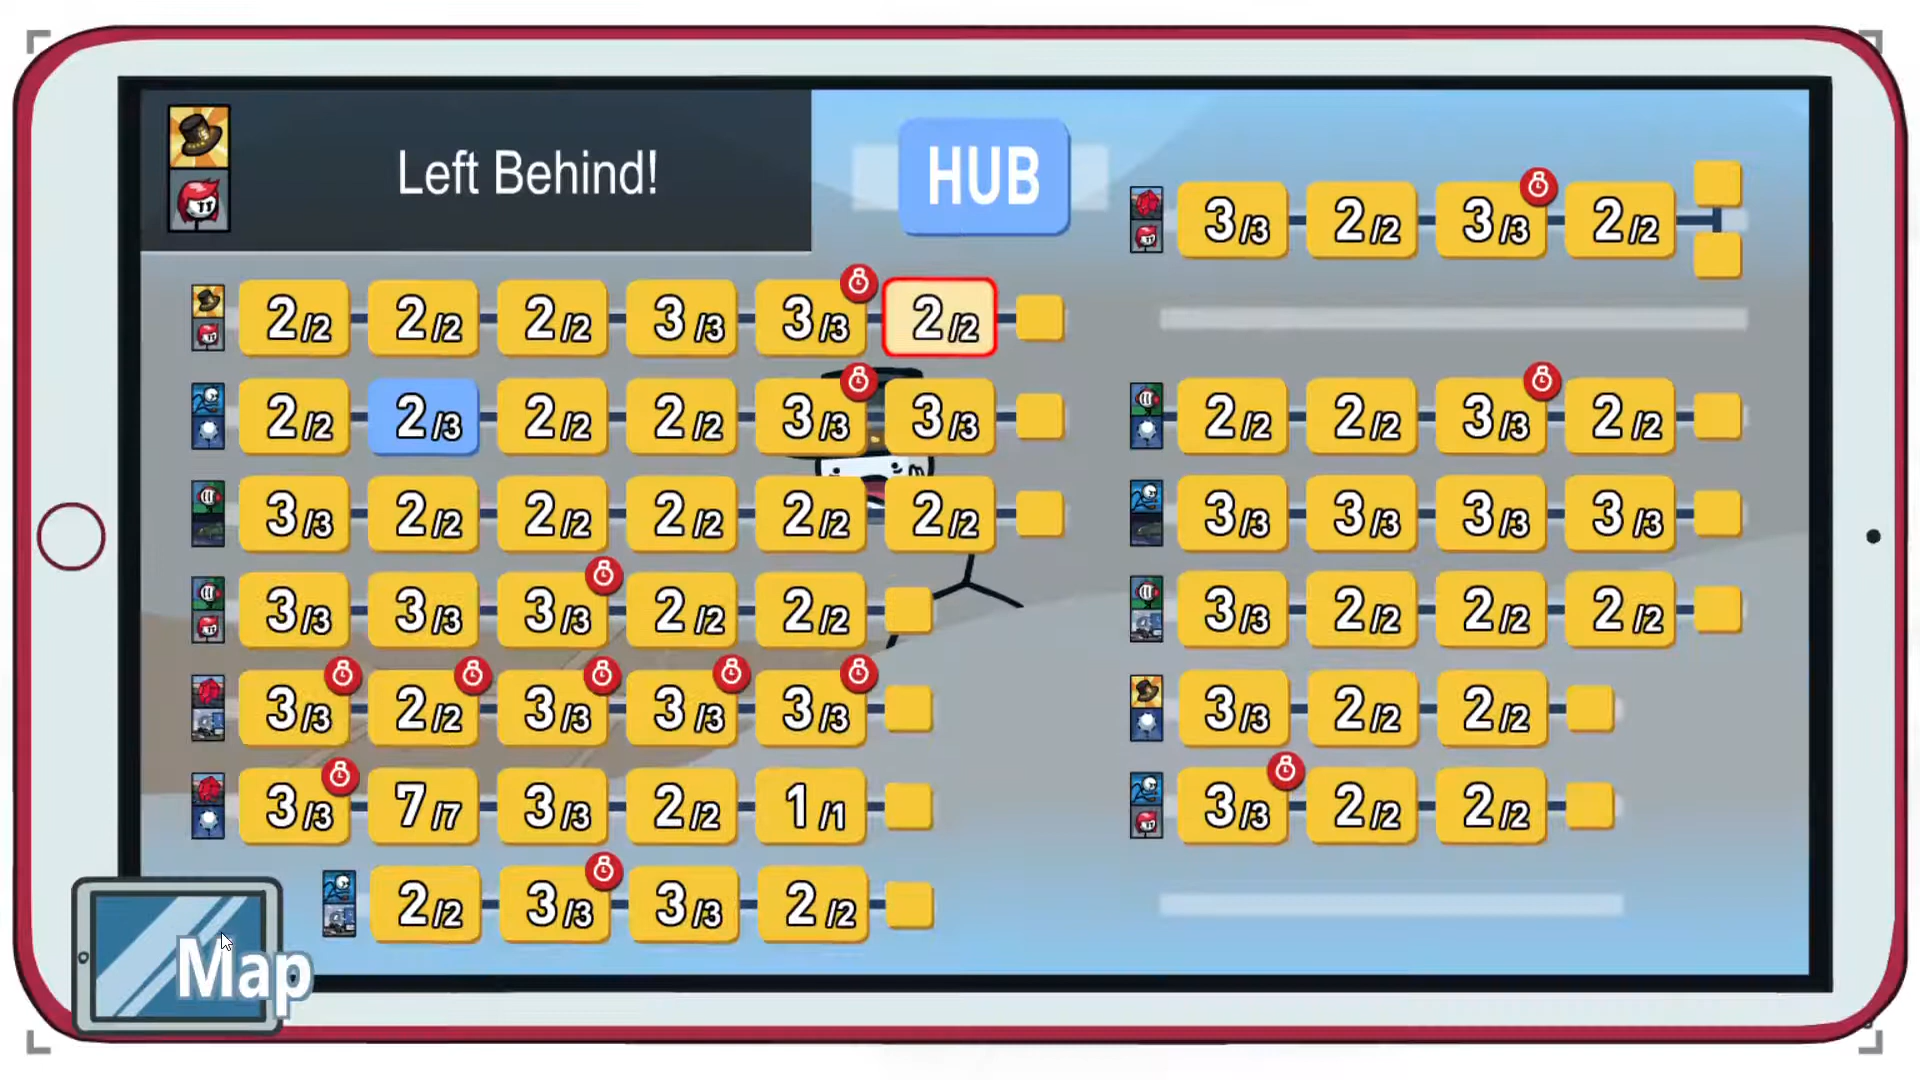 Left Behind!
HUB
3/3 2/2 3/3 2/2
2/2 2/2 2/2 3/3 3/3 2/2
2/2 2/3 2/2 2/2 3/3 3/3
2/2 2/2 3/3 2/2
3/3 2/2 2/2 2/2 2/2 2/2
3/3 3/3 3/3 3/3
3/3 3/3 3/3 2/2 2/2
3/3 2/2 2/2 2/2
3/3 2/2 3/3 3/3 3/3
3/3 2/2 2/2
3/3 7/7 3/3 2/2 1/1
3/3 2/2 2/2
2/2 3/3 3/3 2/2
Map